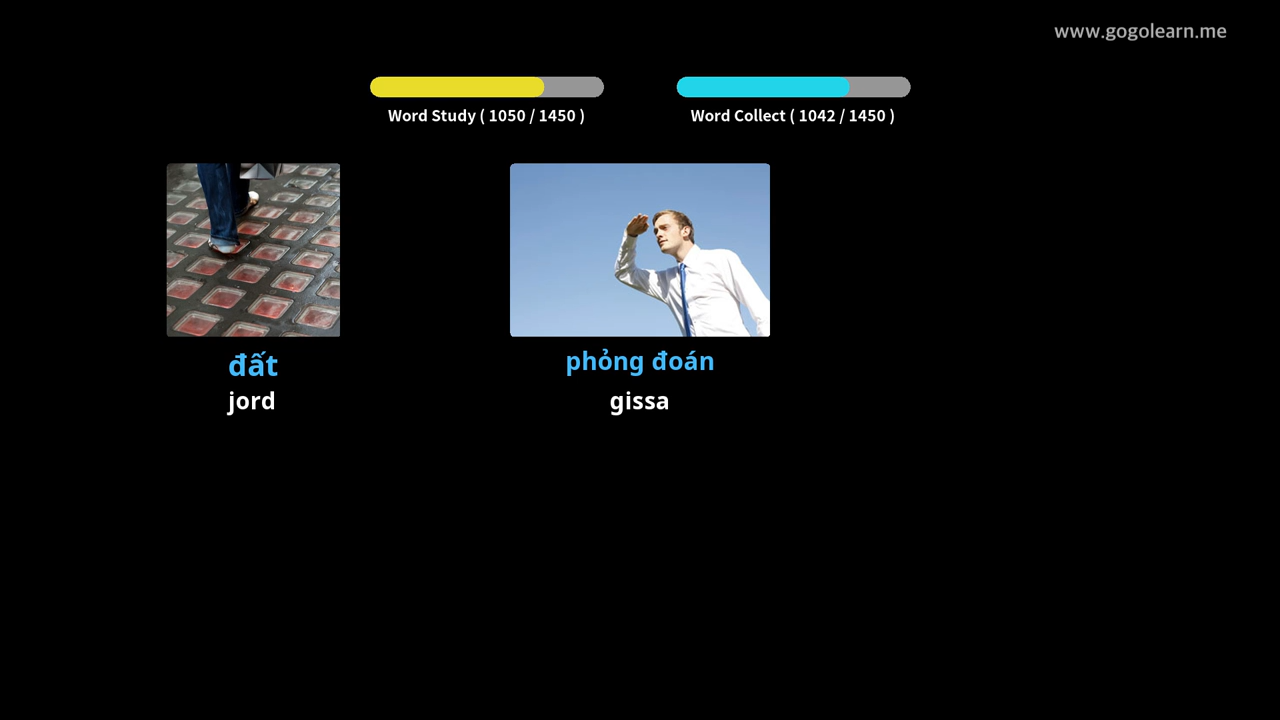 www.gogolearn.me
Word Study ( 1050 / 1450 )
Word Collect ( 1042 / 1450 )
đất
jord
phỏng đoán
gissa